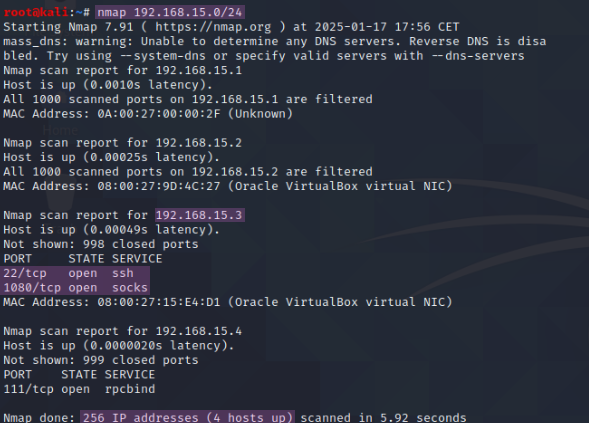 root@kali:~# nmap 192.168.15.0/24
Starting Nmap 7.91 ( https://nmap.org ) at 2025-01-17 17:56 CET
mass_dns: warning: Unable to determine any DNS servers. Reverse DNS is disa
bled. Try using --system-dns or specify valid servers with --dns-servers
Nmap scan report for 192.168.15.1
Host is up (0.0010s latency).
All 1000 scanned ports on 192.168.15.1 are filtered
MAC Address: 0A:00:27:00:00:2F (Unknown)
Nmap scan report for 192.168.15.2
Host is up (0.00025s latency).
All 1000 scanned ports on 192.168.15.2 are filtered
MAC Address: 08:00:27:9D:4C:27 (Oracle VirtualBox virtual NIC)
Nmap scan report for 192.168.15.3
Host is up (0.00049s latency).
Not shown: 998 closed ports
PORT     STATE SERVICE
22/tcp   open  ssh
1080/tcp open  socks
MAC Address: 08:00:27:15:E4:D1 (Oracle VirtualBox virtual NIC)
Nmap scan report for 192.168.15.4
Host is up (0.0000020s latency).
Not shown: 999 closed ports
PORT    STATE SERVICE
111/tcp open  rpcbind
Nmap done: 256 IP addresses (4 hosts up) scanned in 5.92 seconds